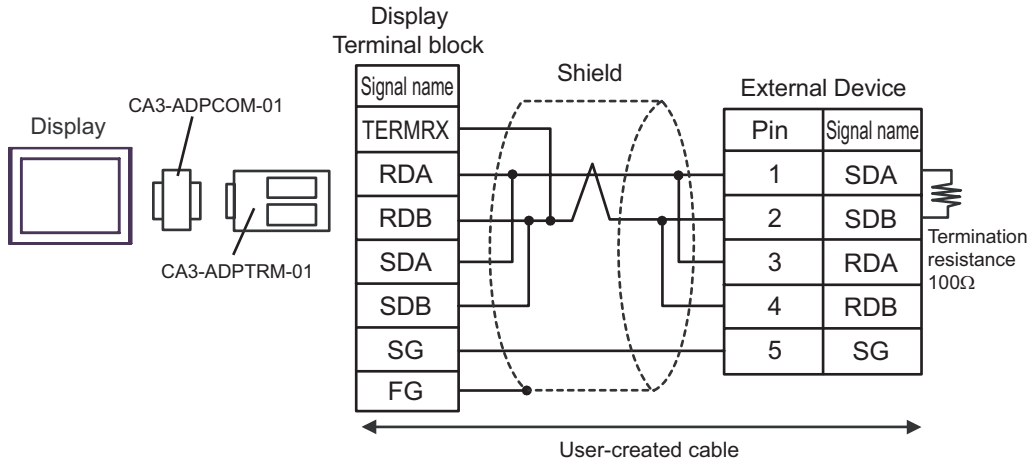 Display
Terminal block
Shield
External Device
CA3-ADPCOM-01
Display
CA3-ADPTRM-01
Signal name
TERMRX
RDA
RDB
SDA
SDB
SG
FG
Pin Signal name
1 SDA
2 SDB
3 RDA
4 RDB
5 SG
Termination
resistance
100Ω
User-created cable